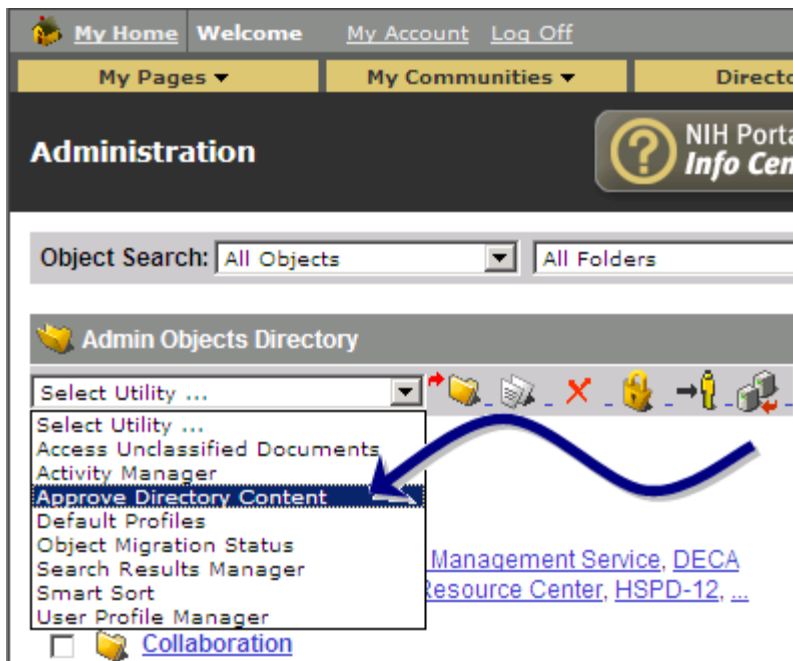 My Home Welcome My Account Log Off
My Pages My Communities
Administration
NIH
Info
Object Search: All Objects All Folders
Admin Objects Directory
Select Utility ...
Select Utility ...
Access Unclassified Documents
Activity Manager
Approve Directory Content
Default Profiles
Object Migration Status
Management Service, DECA
Search Results Manager
Resource Center, HSPD-12, ...
Smart Sort
User Profile Manager
Collaboration